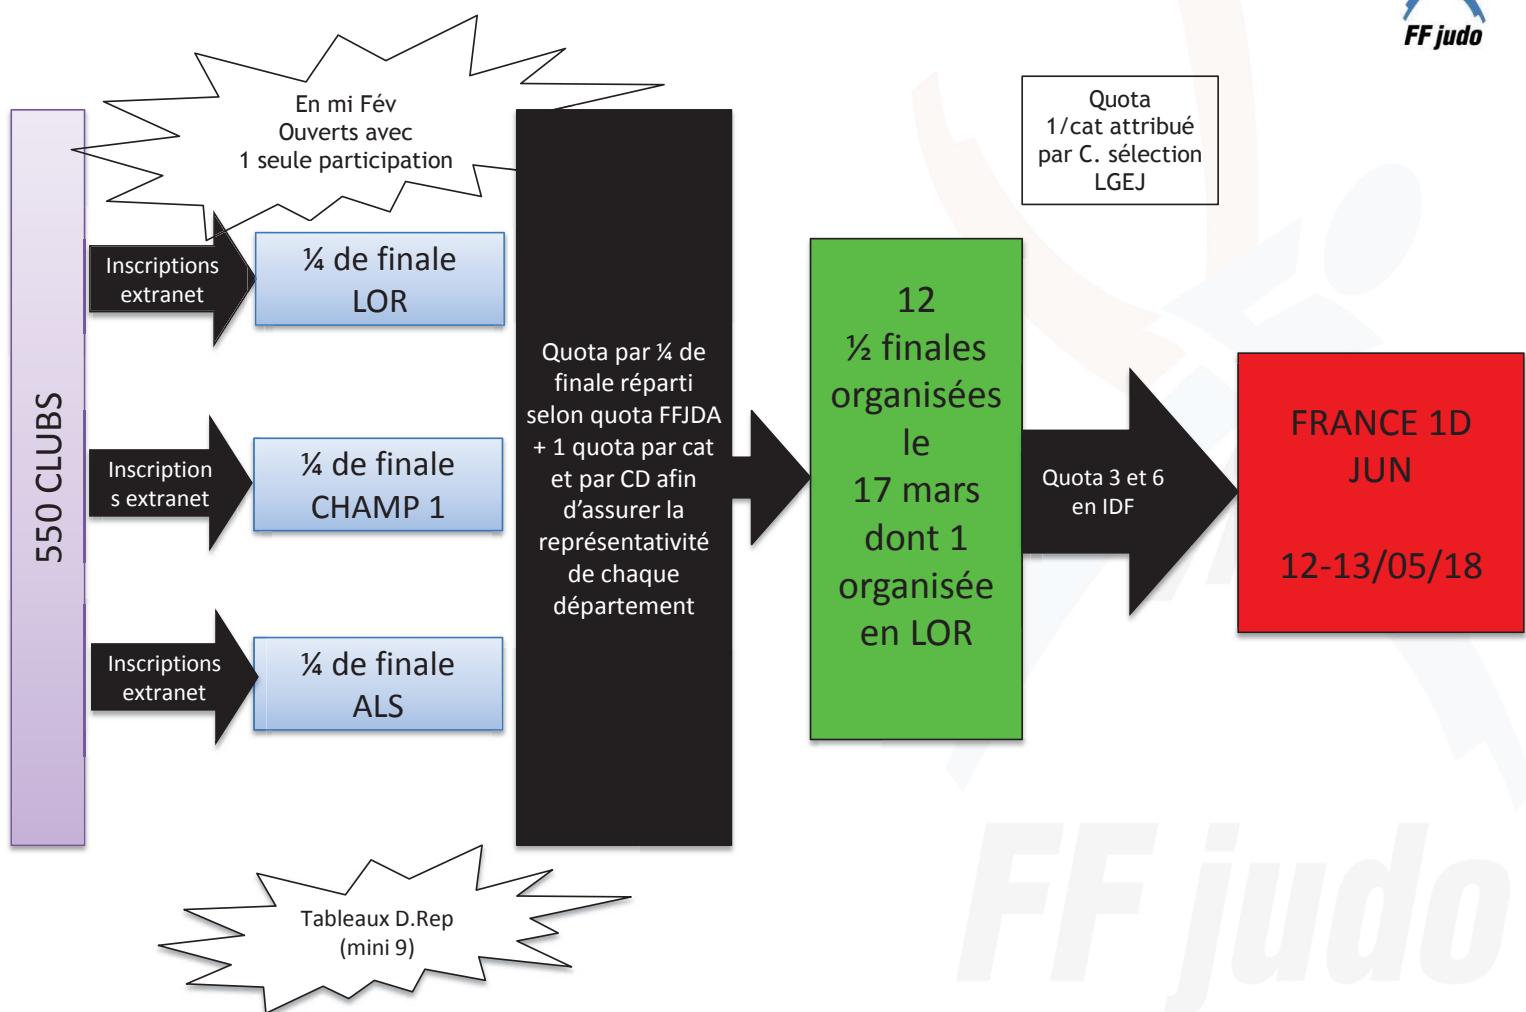 FF judo
En mi Fév
Ouverts avec
1 seule participation
Quota
1/cat attribué
par C. sélection
LGEJ
550 CLUBS
Inscriptions
extranet
¼ de finale
LOR
Inscription
s extranet
¼ de finale
CHAMP 1
Inscriptions
extranet
¼ de finale
ALS
Quota par ¼ de
finale réparti
selon quota FFJDA
+ 1 quota par cat
et par CD afin
d’assurer la
représentativité
de chaque
département
12
½ finales
organisées
le
17 mars
dont 1
organisée
en LOR
Quota 3 et 6
en IDF
FRANCE 1D
JUN
12-13/05/18
Tableaux D.Rep
(mini 9)
FF judo